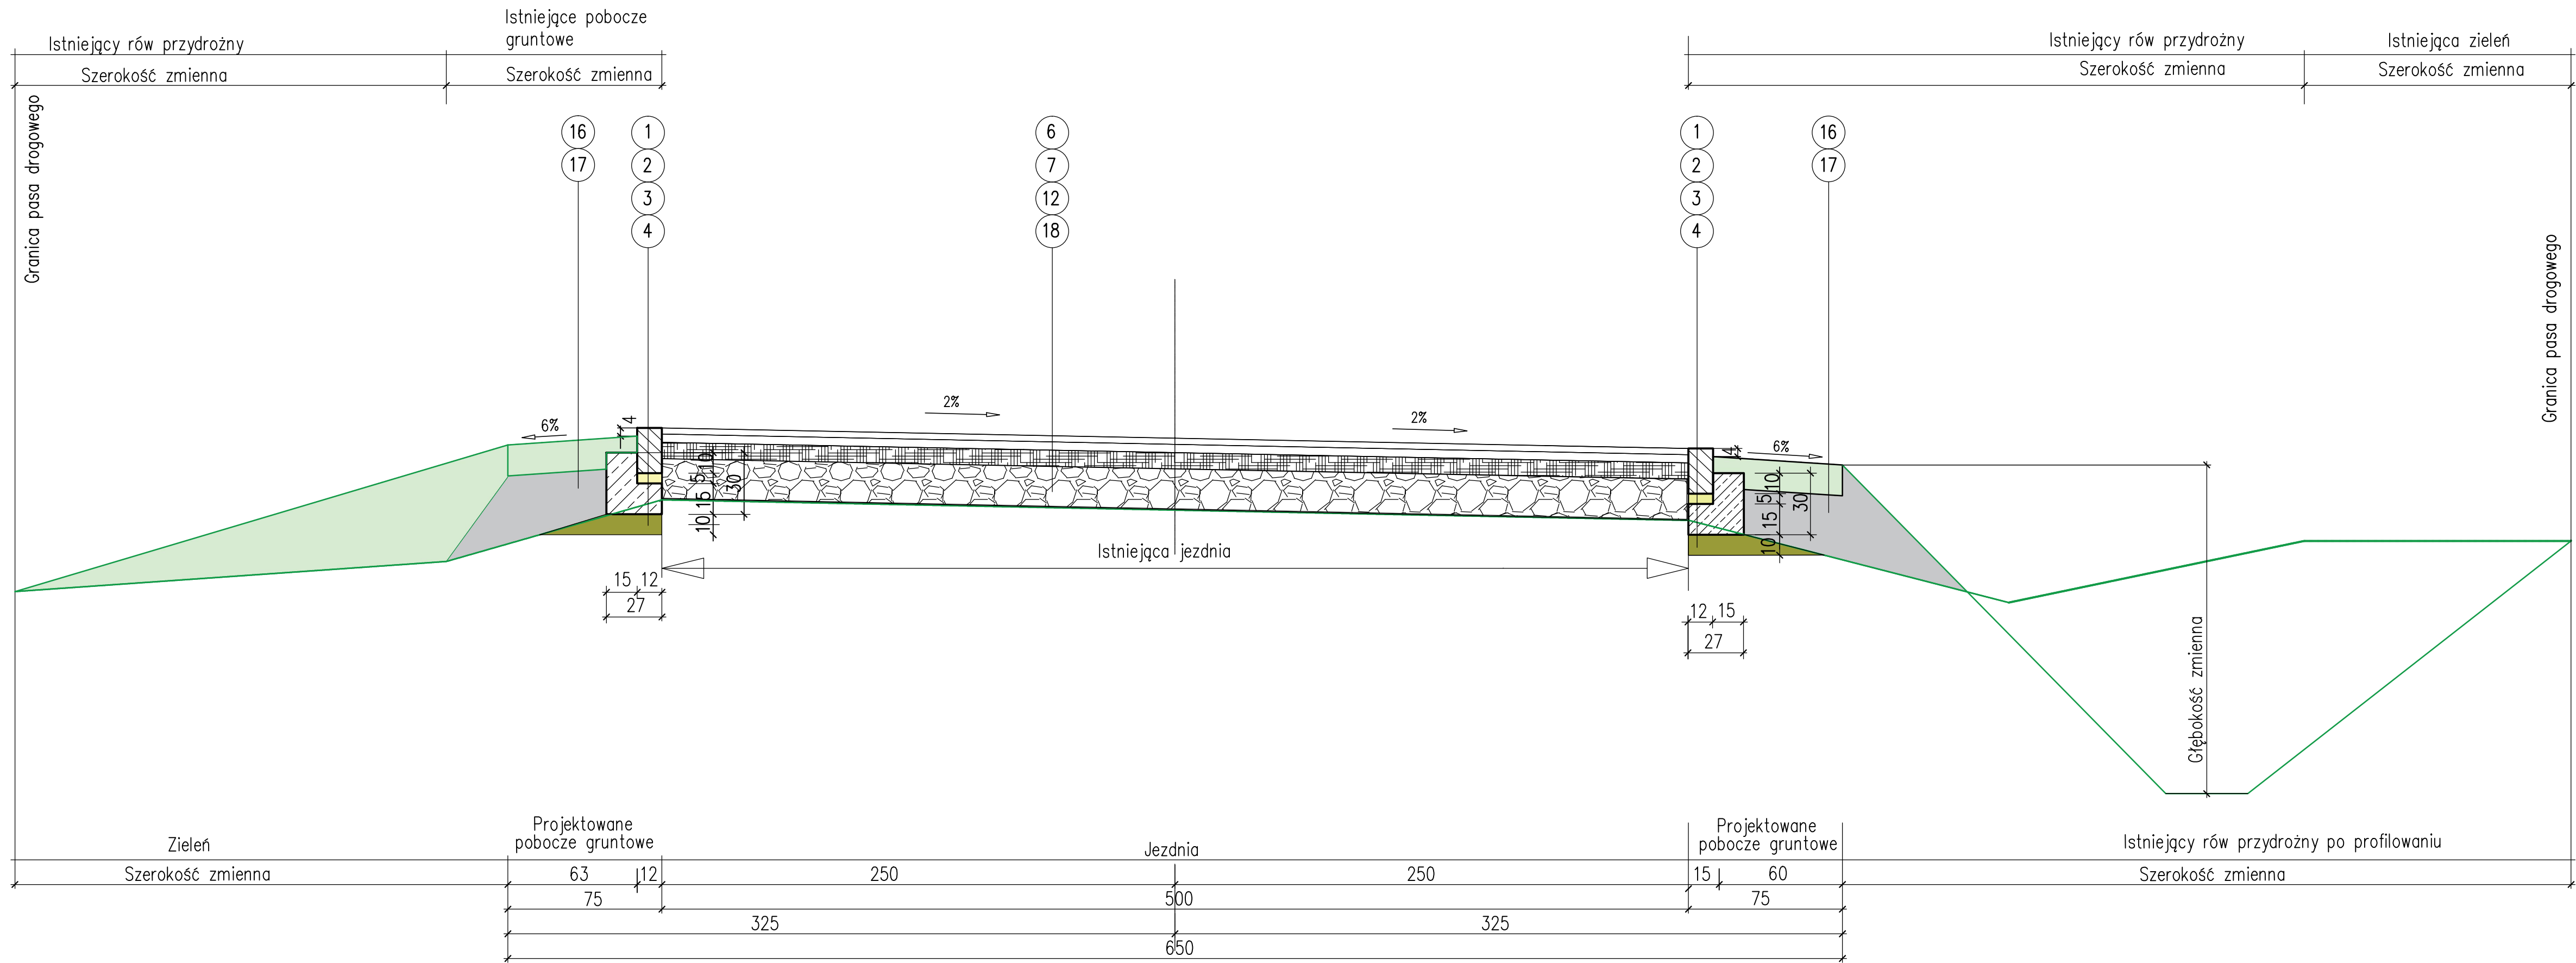 Istniejące pobocze
gruntowe
Istniejący rów przydrożny
Szerokość zmienna
Szerokość zmienna
Istniejący rów przydrożny
Istniejąca zieleń
Szerokość zmienna
Szerokość zmienna
Granica pasa drogowego
Granica pasa drogowego
16
17
1
2
3
4
6
7
12
18
1
2
3
4
16
17
6%
4
2%
2%
4
6%
10
5
15
10
30
10
5
15
10
30
Istniejąca jezdnia
15 12
27
12 15
27
Głębokość zmienna
Zieleń
Projektowane
pobocze gruntowe
Jezdnia
Projektowane
pobocze gruntowe
Istniejący rów przydrożny po profilowaniu
Szerokość zmienna
63
12
250
250
15
60
Szerokość zmienna
75
500
75
325
325
650